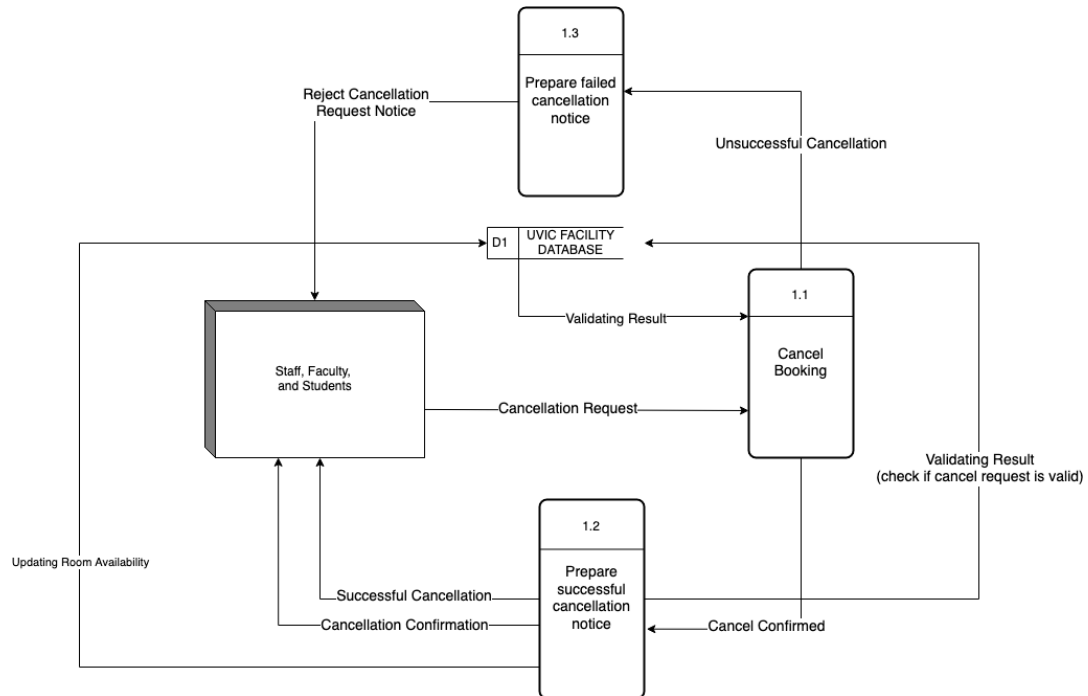 1.3
Prepare failed
cancellation
notice
Reject Cancellation
Request Notice
Unsuccessful Cancellation
D1
UVIC FACILITY
DATABASE
1.1
Cancel
Booking
Validating Result
Staff, Faculty,
and Students
Cancellation Request
Validating Result
(check if cancel request is valid)
1.2
Prepare
successful
cancellation
notice
Updating Room Availability
Successful Cancellation
Cancellation Confirmation
Cancel Confirmed